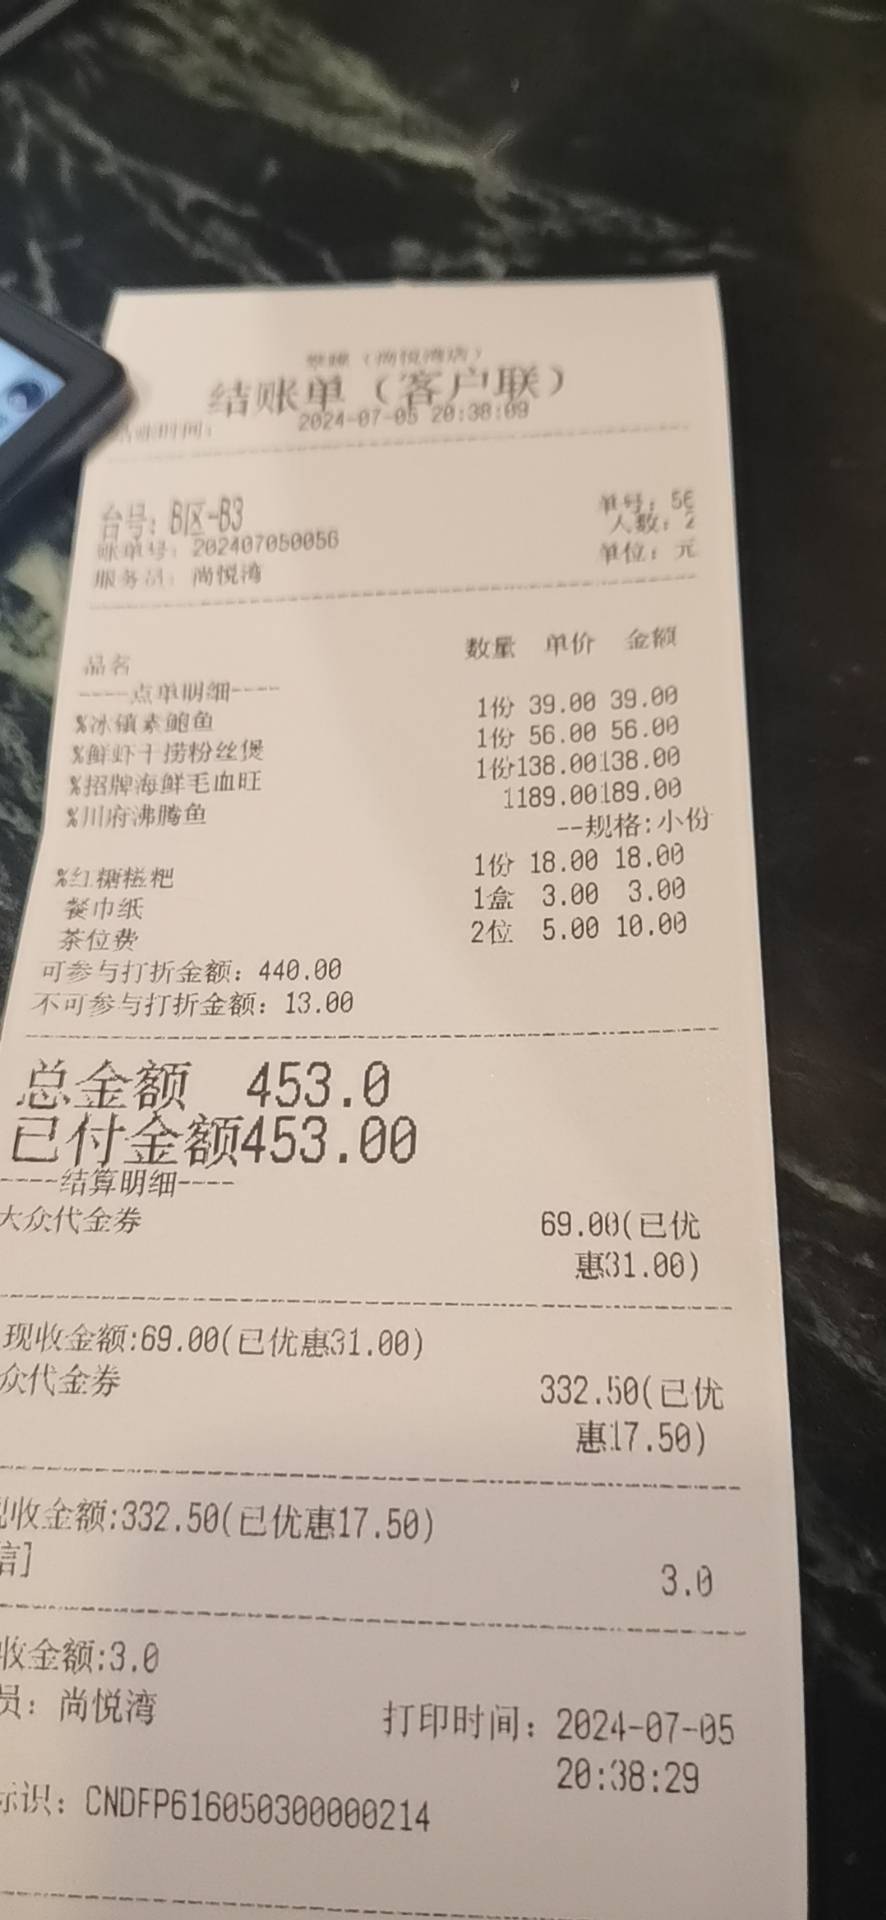 （尚悦湾店）
结账单（客户联）
结账时间： 2024-07-05 20:38:09
台号：B区-B3 单号：56
人数：2
账单号：202407050056
服务员：尚悦湾 单位：元
品名 数量 单价 金额
----点单明细----
%冰镇素鲍鱼 1份 39.00 39.00
%鲜虾干捞粉丝煲 1份 56.00 56.00
%招牌海鲜毛血旺 1份138.00138.00
%川府沸腾鱼 1189.00189.00
--规格:小份
%红糖糍粑 1份 18.00 18.00
餐巾纸 1盒 3.00 3.00
茶位费 2位 5.00 10.00
可参与打折金额：440.00
不可参与打折金额：13.00
总金额 453.0
已付金额453.00
----结算明细----
大众代金券 69.00(已优
惠31.00)
现收金额:69.00(已优惠31.00)
众代金券 332.50(已优
惠17.50)
收金额:332.50(已优惠17.50)
信] 3.0
收金额:3.0
员：尚悦湾 打印时间：2024-07-05
20:38:29
标识：CNDFP616050300000214